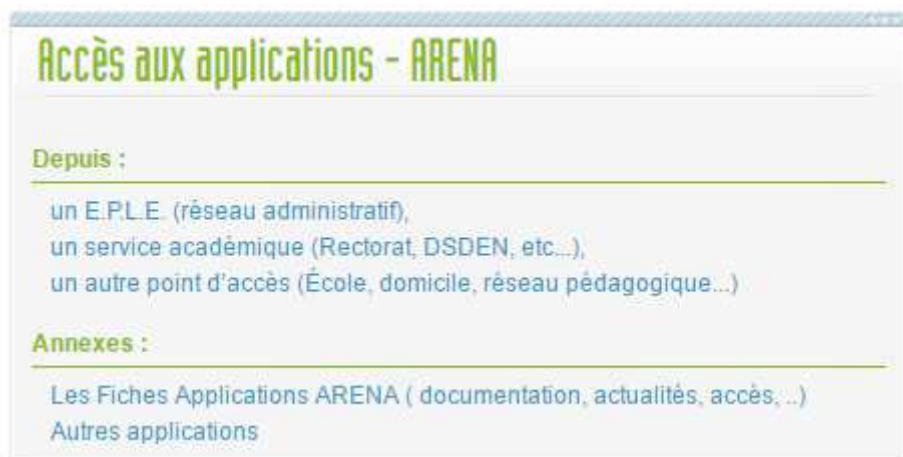 Accès aux applications - ARENA
Depuis :
un E.P.L.E. (réseau administratif),
un service académique (Rectorat, DSDEN, etc...),
un autre point d'accès (École, domicile, réseau pédagogique...)
Annexes :
Les Fiches Applications ARENA ( documentation, actualités, accès, ..)
Autres applications